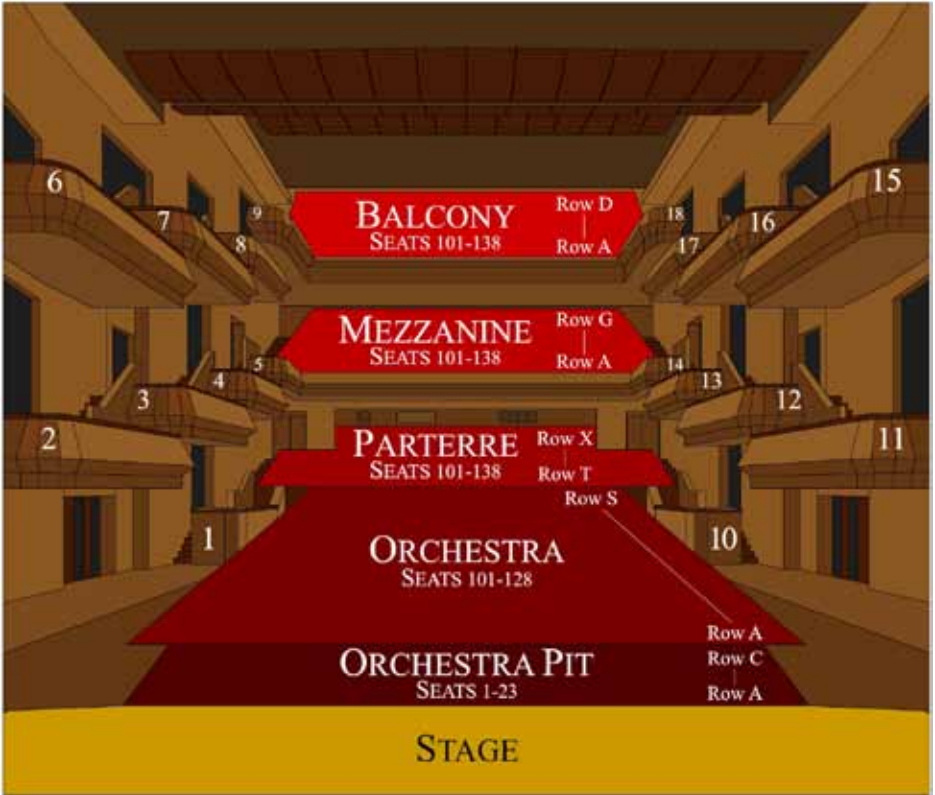 6
7
8
9
BALCONY
SEATS 101-138
Row D
Row A
18
17
16
15
MEZZANINE
SEATS 101-138
Row G
Row A
2
3
4
5
14
13
12
11
PARTERRE
SEATS 101-138
Row X
Row T
1
ORCHESTRA
SEATS 101-128
Row S
Row A
10
ORCHESTRA PIT
SEATS 1-23
Row C
Row A
STAGE